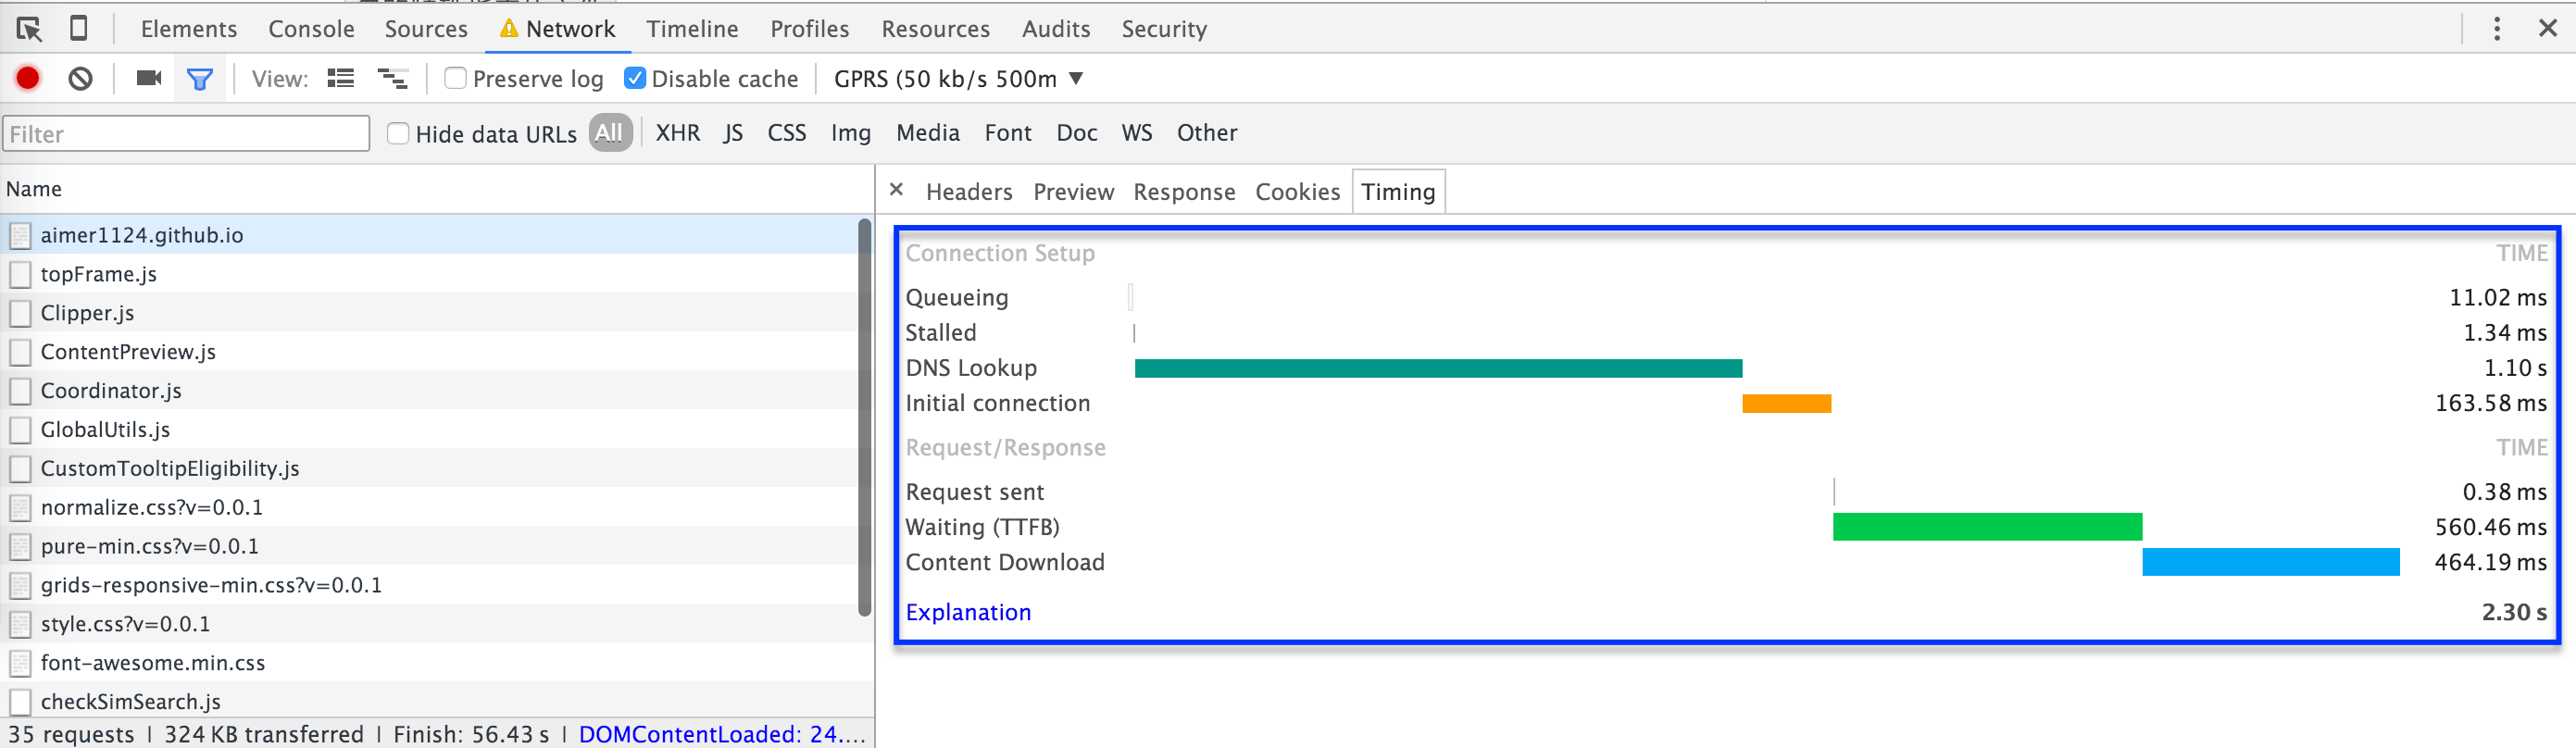 Elements Console Sources Network Timeline Profiles Resources Audits Security
View: Preserve log Disable cache GPRS (50 kb/s 500m ▼
Filter Hide data URLs All XHR JS CSS Img Media Font Doc WS Other
Name
aimer1124.github.io
topFrame.js
Clipper.js
ContentPreview.js
Coordinator.js
GlobalUtils.js
CustomTooltipEligibility.js
normalize.css?v=0.0.1
pure-min.css?v=0.0.1
grids-responsive-min.css?v=0.0.1
style.css?v=0.0.1
font-awesome.min.css
checkSimSearch.js
35 requests | 324 KB transferred | Finish: 56.43 s | DOMContentLoaded: 24....
× Headers Preview Response Cookies Timing
Connection Setup TIME
Queueing 11.02 ms
Stalled 1.34 ms
DNS Lookup 1.10 s
Initial connection 163.58 ms
Request/Response TIME
Request sent 0.38 ms
Waiting (TTFB) 560.46 ms
Content Download 464.19 ms
Explanation 2.30 s